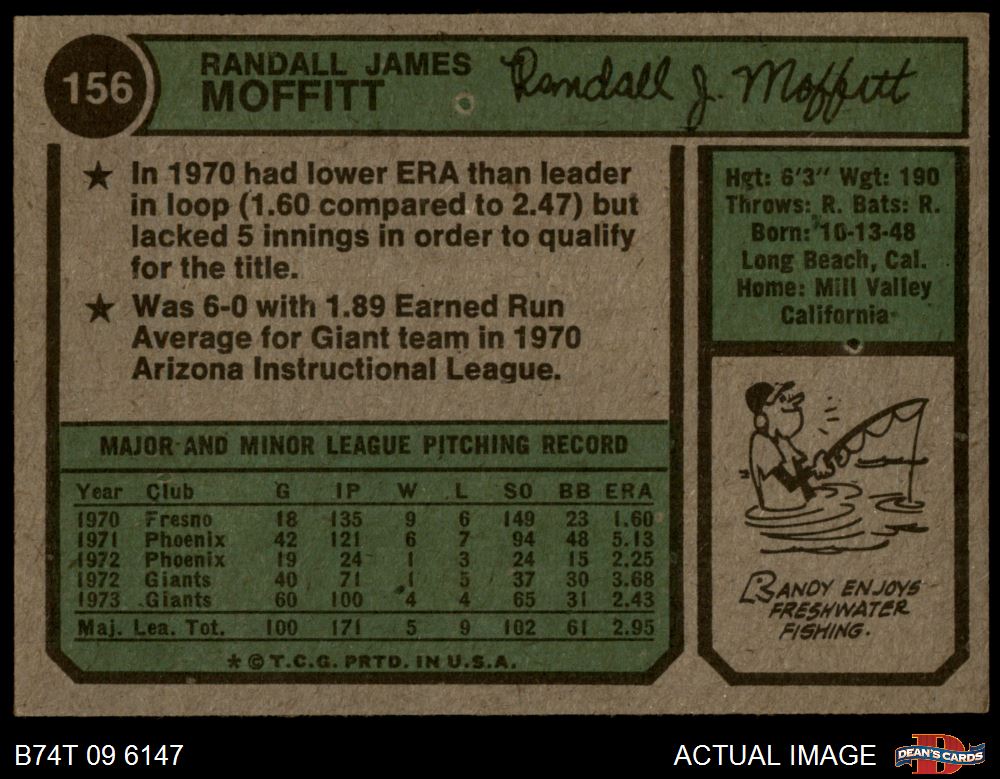 156
RANDALL JAMES
MOFFITT
Randall J. Moffitt
★ In 1970 had lower ERA than leader
in loop (1.60 compared to 2.47) but
lacked 5 innings in order to qualify
for the title.
★ Was 6-0 with 1.89 Earned Run
Average for Giant team in 1970
Arizona Instructional League.
MAJOR AND MINOR LEAGUE PITCHING RECORD
Year Club G IP W L SO BB ERA
1970 Fresno 18 135 9 6 149 23 1.60
1971 Phoenix 42 121 6 7 94 48 5.13
1972 Phoenix 19 24 1 3 24 15 2.25
1972 Giants 40 71 1 5 37 30 3.68
1973 Giants 60 100 4 4 65 31 2.43
Maj. Lea. Tot. 100 171 5 9 102 61 2.95
* © T.C.G. PRTD. IN U.S.A.
Hgt: 6'3" Wgt: 190
Throws: R. Bats: R.
Born: 10-13-48
Long Beach, Cal.
Home: Mill Valley
California
RANDY ENJOYS
FRESHWATER
FISHING.
B74T 09 6147
ACTUAL IMAGE
DEAN'S CARDS